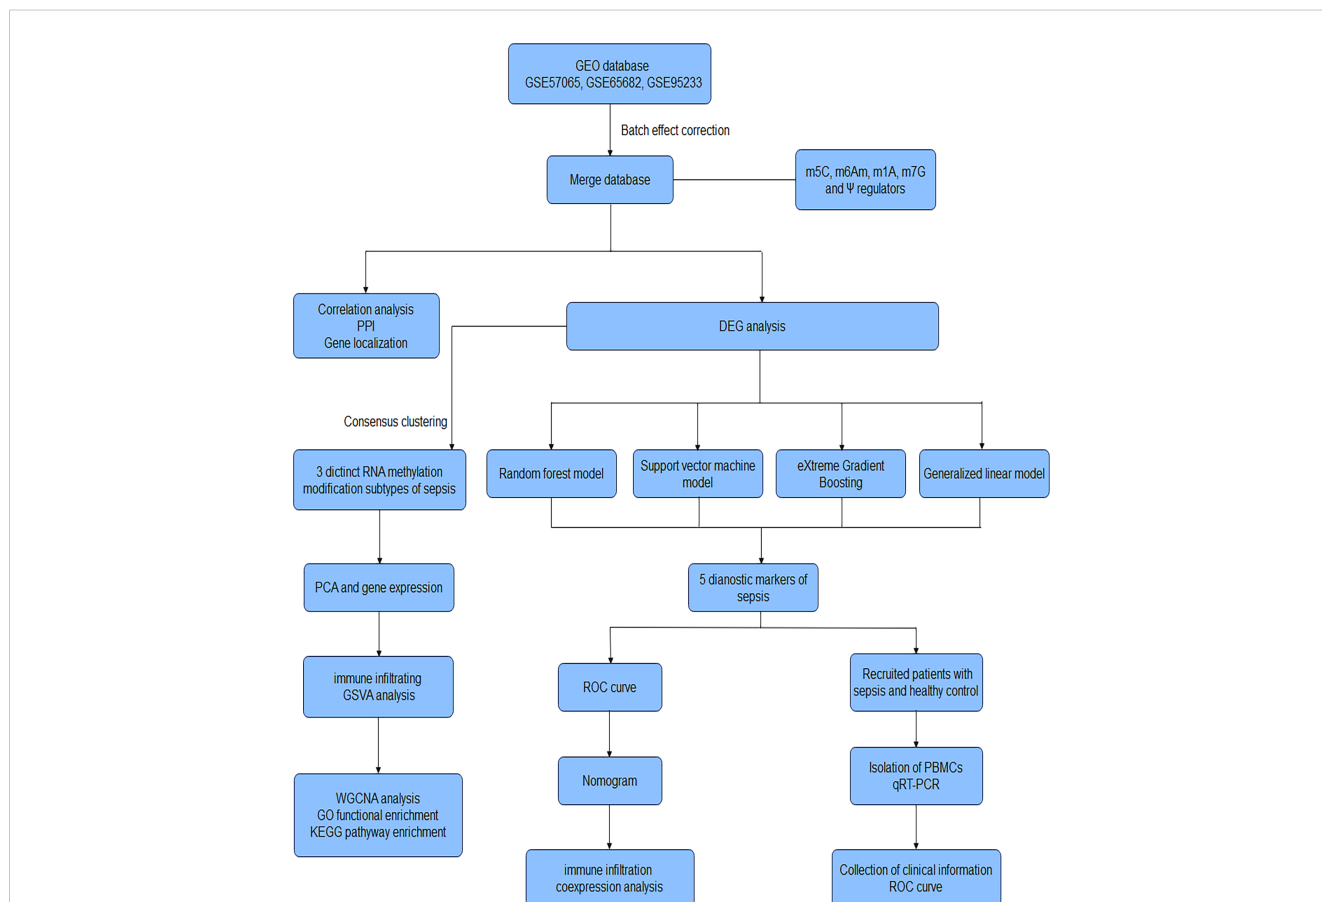 GEO database
GSE57065, GSE65682, GSE95233
Batch effect correction
Merge database
m5C, m6Am, m1A, m7G
and Ψ regulators
Correlation analysis
PPI
Gene localization
DEG analysis
Consensus clustering
3 dictinct RNA methylation
modification subtypes of sepsis
Random forest model
Support vector machine
model
eXtreme Gradient
Boosting
Generalized linear model
PCA and gene expression
5 dianostic markers of
sepsis
immune infiltrating
GSVA analysis
ROC curve
Recruited patients with
sepsis and healthy control
WGCNA analysis
GO functional enrichment
KEGG pathyway enrichment
Nomogram
Isolation of PBMCs
qRT-PCR
immune infiltration
coexpression analysis
Collection of clinical information
ROC curve